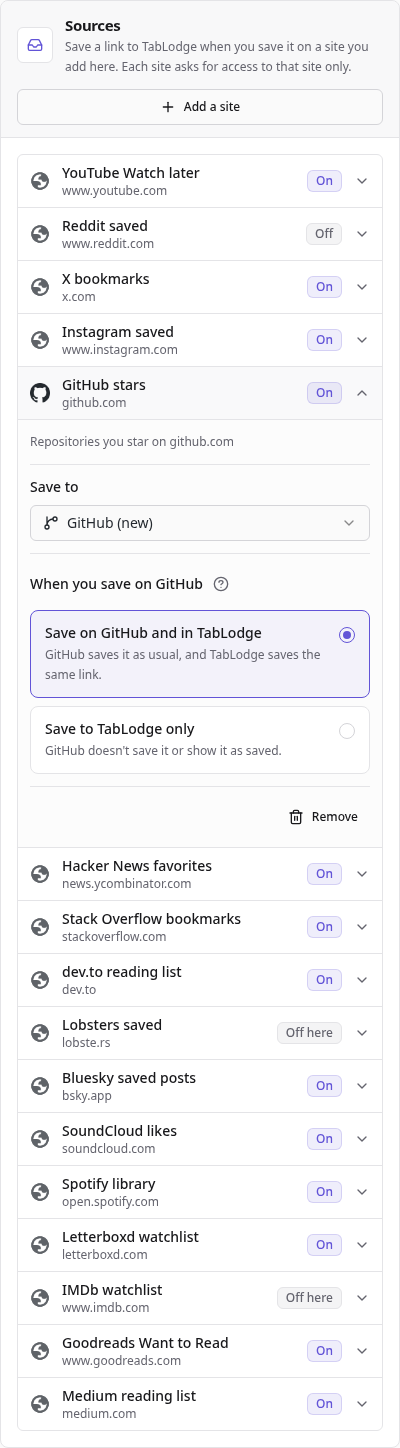 Sources
Save a link to TabLodge when you save it on a site you
add here. Each site asks for access to that site only.
Add a site
YouTube Watch later
www.youtube.com
On
Reddit saved
www.reddit.com
Off
X bookmarks
x.com
On
Instagram saved
www.instagram.com
On
GitHub stars
github.com
On
Repositories you star on github.com
Save to
GitHub (new)
When you save on GitHub
Save on GitHub and in TabLodge
GitHub saves it as usual, and TabLodge saves the
same link.
Save to TabLodge only
GitHub doesn't save it or show it as saved.
Remove
Hacker News favorites
news.ycombinator.com
On
Stack Overflow bookmarks
stackoverflow.com
On
dev.to reading list
dev.to
On
Lobsters saved
lobste.rs
Off here
Bluesky saved posts
bsky.app
On
SoundCloud likes
soundcloud.com
On
Spotify library
open.spotify.com
On
Letterboxd watchlist
letterboxd.com
On
IMDb watchlist
www.imdb.com
Off here
Goodreads Want to Read
www.goodreads.com
On
Medium reading list
medium.com
On